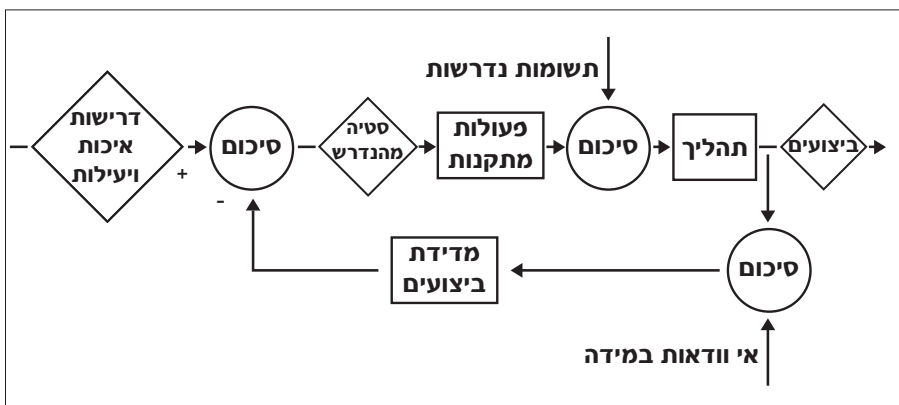 דרישות
איכות
ויעילות
+
-
סיכום
סטיה
מהנדרש
פעולות
מתקנות
תשומות נדרשות
סיכום
תהליך
ביצועים
סיכום
אי וודאות במידה
מדידת
ביצועים